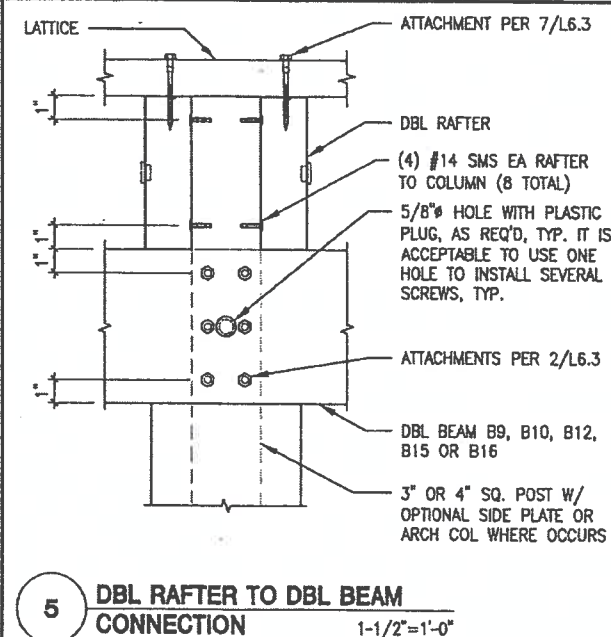 LATTICE
ATTACHMENT PER 7/L6.3
1"
DBL RAFTER
(4) #14 SMS EA RAFTER
TO COLUMN (8 TOTAL)
1"
1"
5/8"ø HOLE WITH PLASTIC
PLUG, AS REQ'D, TYP. IT IS
ACCEPTABLE TO USE ONE
HOLE TO INSTALL SEVERAL
SCREWS, TYP.
ATTACHMENTS PER 2/L6.3
1"
DBL BEAM B9, B10, B12,
B15 OR B16
3" OR 4" SQ. POST W/
OPTIONAL SIDE PLATE OR
ARCH COL WHERE OCCURS
5
DBL RAFTER TO DBL BEAM
CONNECTION
1-1/2"=1'-0"